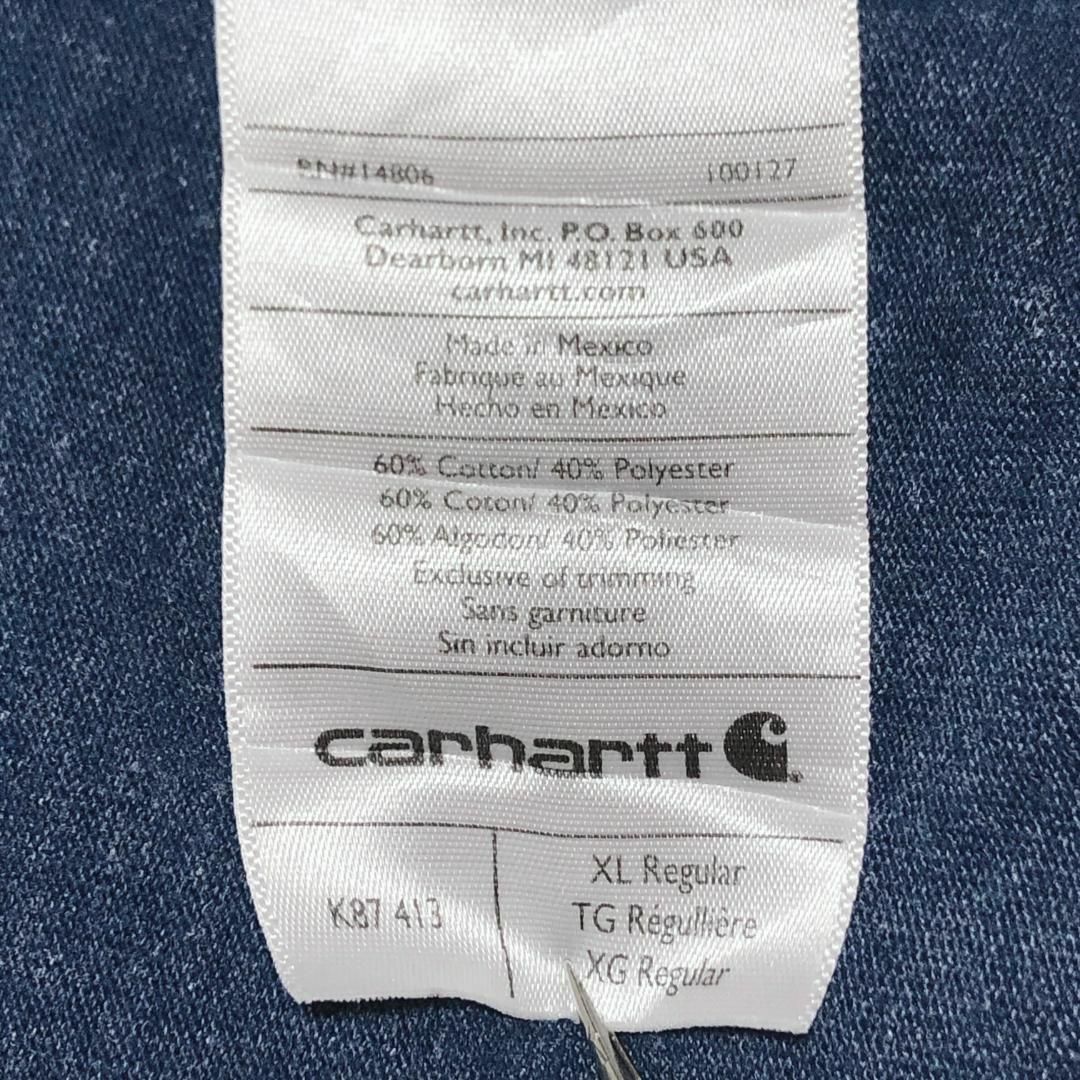 RN#14806 100127
Carhartt, Inc. P.O. Box 600
Dearborn MI 48121 USA
carhartt.com
Made in Mexico
Fabrique au Mexique
Hecho en Mexico
60% Cotton/ 40% Polyester
60% Coton/ 40% Polyester
60% Algodon/ 40% Poliester
Exclusive of trimming
Sans garniture
Sin incluir adorno
carhartt
K87 413
XL Regular
TG Régullière
XG Regular